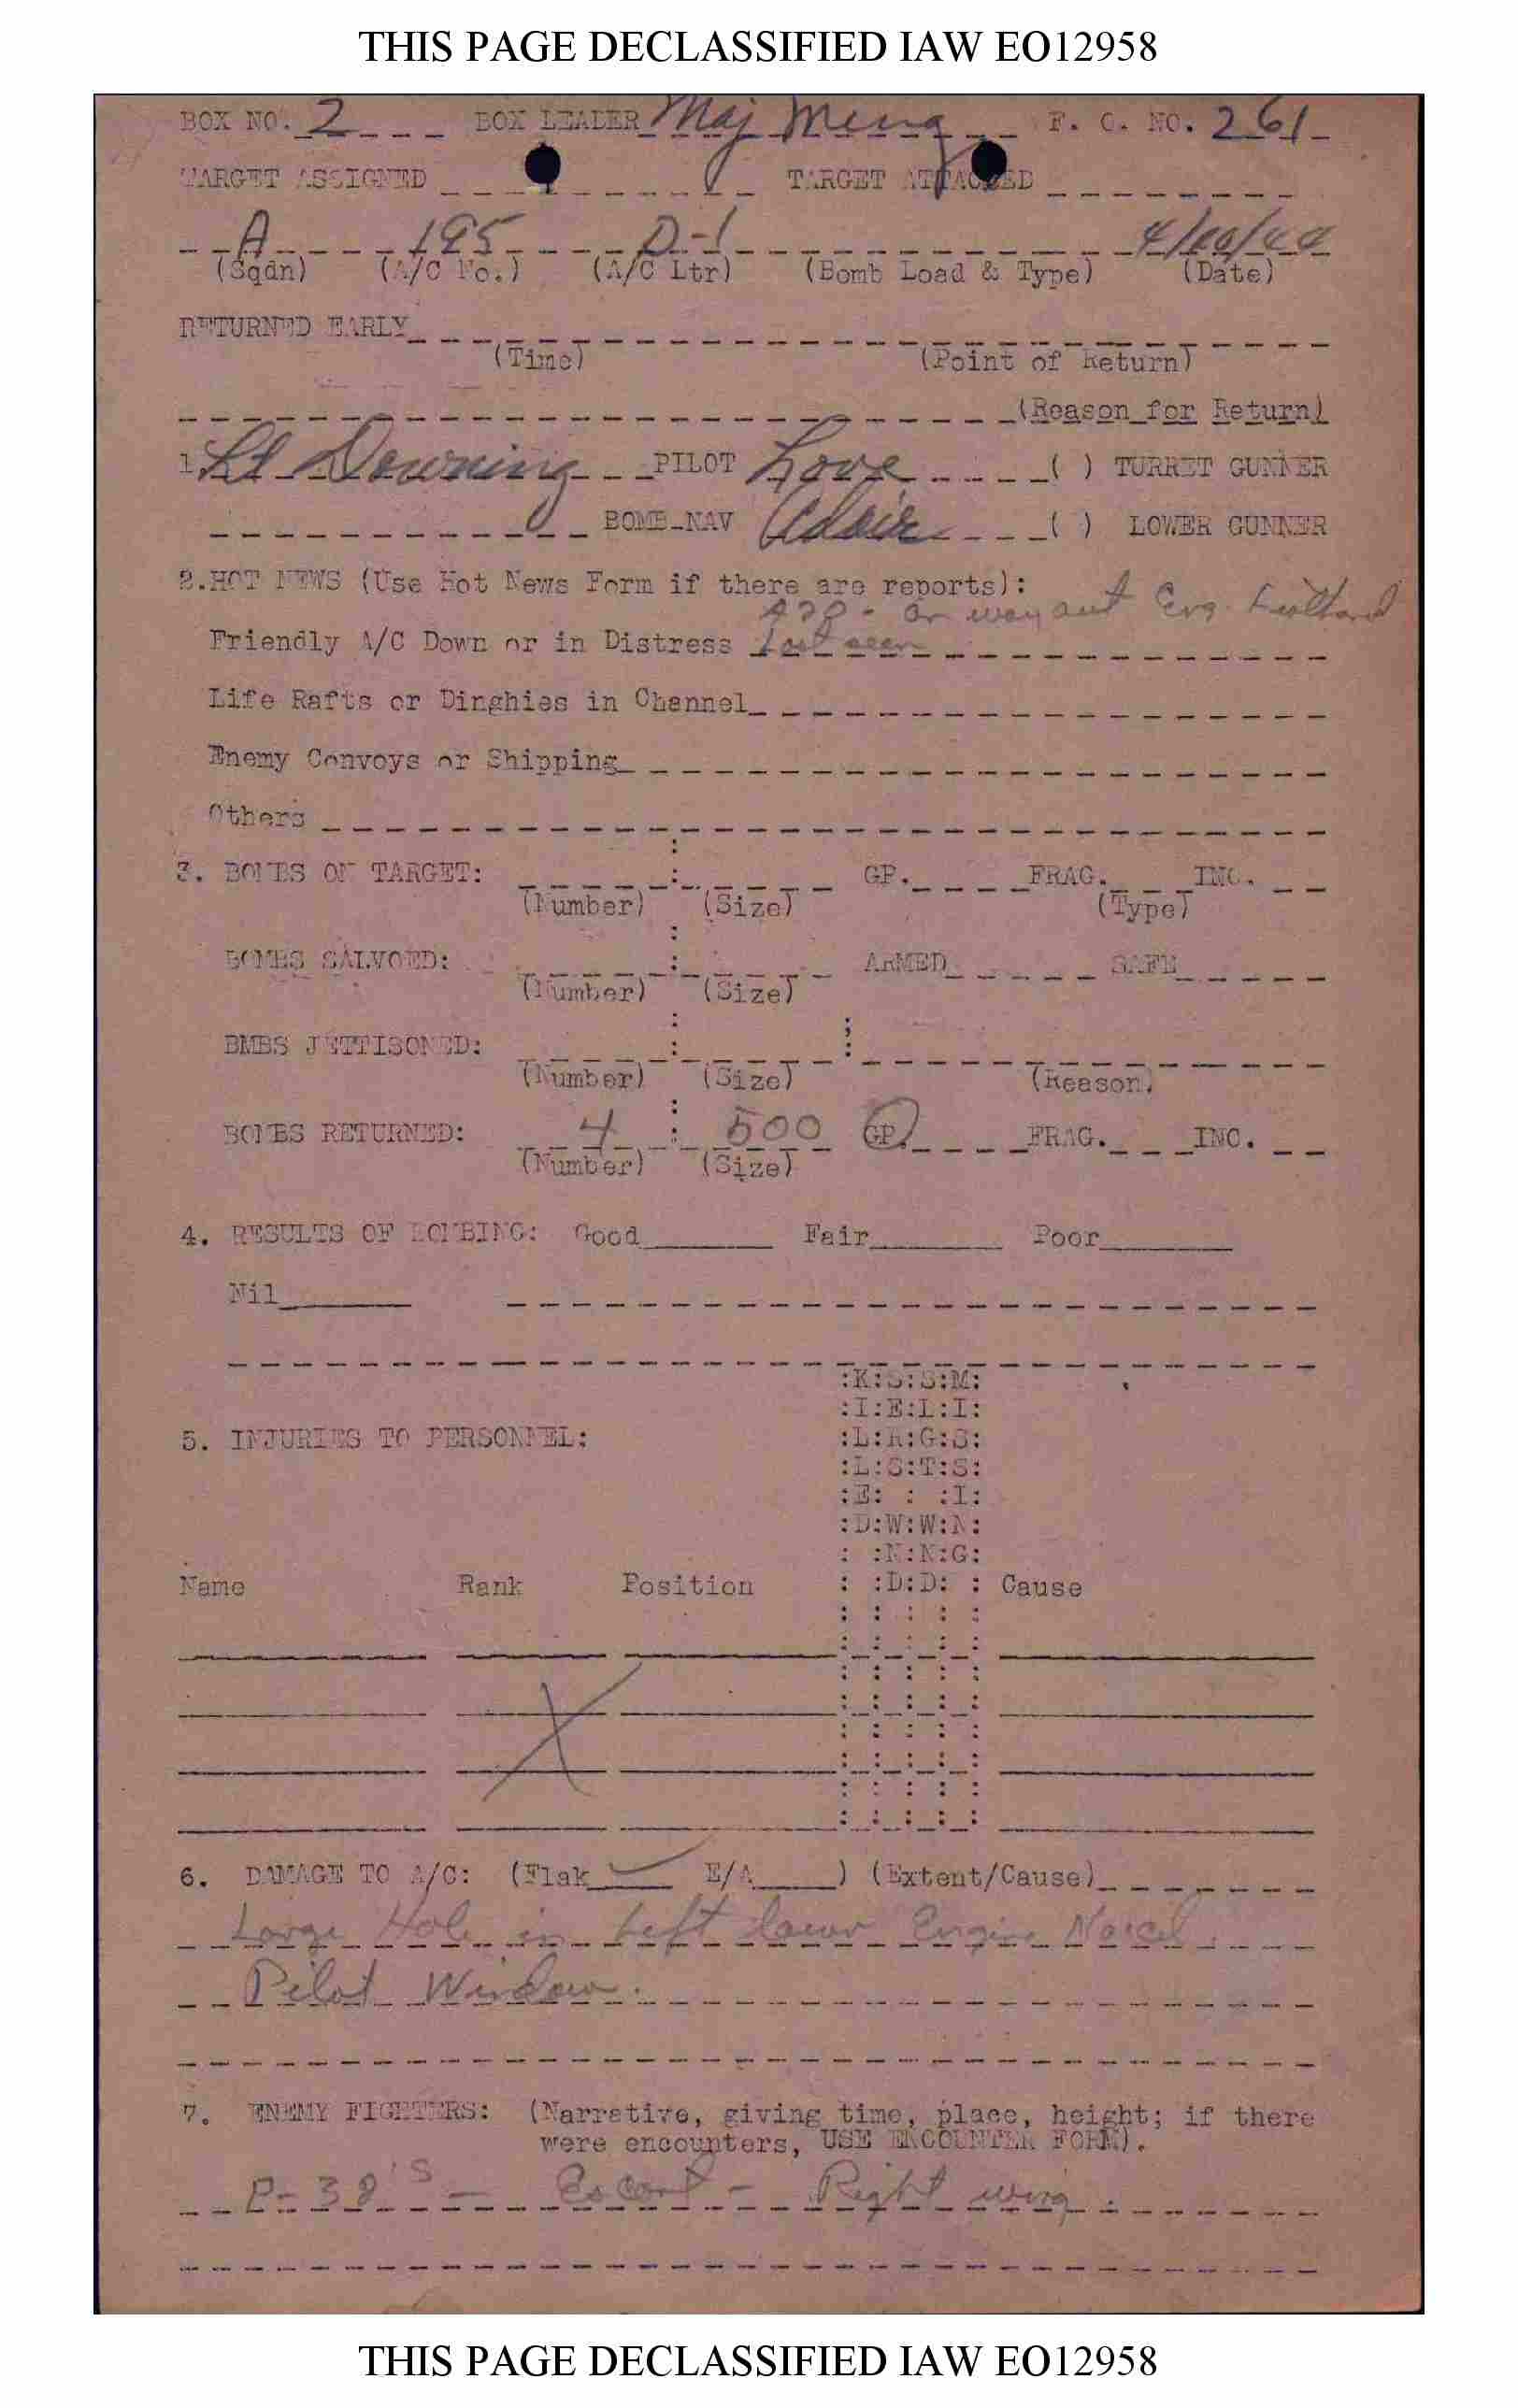 THIS PAGE DECLASSIFIED IAW EO12958
BOX NO. 2 BOX LEADER Maj Meng F. O. NO. 261
TARGET ASSIGNED TARGET ATTACKED
A 195 D-1 4/10/44
(Sqdn) (A/C No.) (A/C Ltr) (Bomb Load & Type) (Date)
RETURNED EARLY
(Time) (Point of Return)
(Reason for Return)
1. Lt Downing PILOT Love ( ) TURRET GUNNER
BOMB-NAV Adair ( ) LOWER GUNNER
2. HOT NEWS (Use Hot News Form if there are reports):
on way out Eng.
Friendly A/C Down or in Distress Last seen
Life Rafts or Dinghies in Channel
Enemy Convoys or Shipping
Others
3. BOMBS ON TARGET: : GP. FRAG. INC.
(Number) (Size) (Type)
BOMBS SALVOED: : ARMED SAFE
(Number) (Size)
BMBS JETTISONED: : :
(Number) (Size) (Reason)
BOMBS RETURNED: 4 : 500 GP. FRAG. INC.
(Number) (Size)
4. RESULTS OF BOMBING: Good Fair Poor
Nil
:K:S:S:M:
:I:E:L:I:
5. INJURIES TO PERSONNEL: :L:R:G:S:
:L:S:T:S:
:E: : :I:
:D:W:W:N:
: :N:N:G:
Name Rank Position : :D:D: : Cause
6. DAMAGE TO A/C: (Flak ✓ E/A ) (Extent/Cause)
Large Hole in Left lower Engine Nacel.
Pilot Window.
7. ENEMY FIGHTERS: (Narrative, giving time, place, height; if there
were encounters, USE ENCOUNTER FORM).
P-38's - Escort - Right wing.
THIS PAGE DECLASSIFIED IAW EO12958